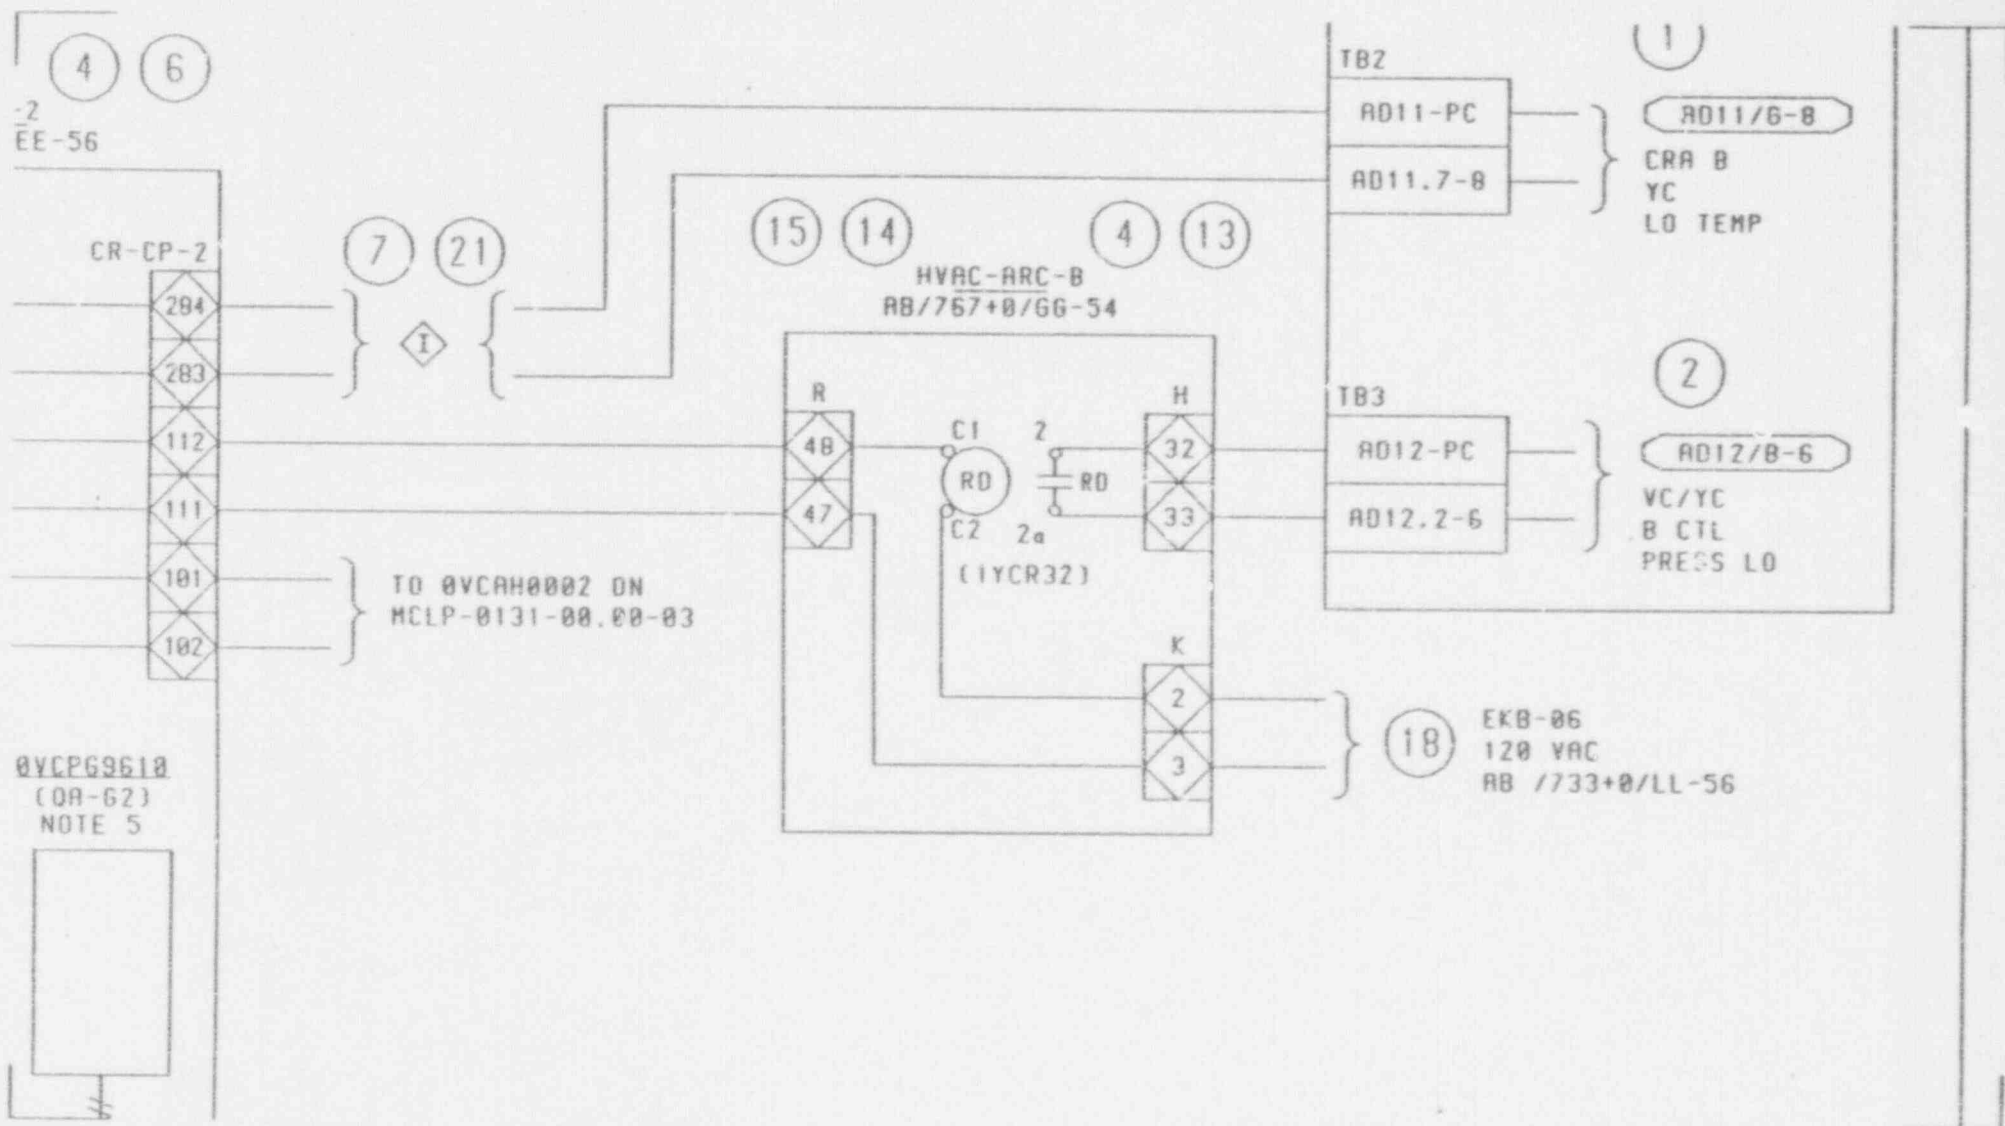 4 6
-2
EE-56
CR-CP-2
284
283
112
111
101
102
7 21
I
TO 0VCAH0002 ON
MCLP-0131-00.00-03
0VCPG9610
(OA-62)
NOTE 5
15 14 4 13
HVAC-ARC-B
AB/767+0/GG-54
R
48
47
C1
RD
C2
2
RD
2a
(1YCR32)
H
32
33
K
2
3
TB2
AD11-PC
AD11.7-8
1
AD11/6-8
CRA B
YC
LO TEMP
TB3
AD12-PC
AD12.2-6
2
AD12/B-6
VC/YC
B CTL
PRESS LO
18
EKB-06
120 VAC
AB /733+0/LL-56